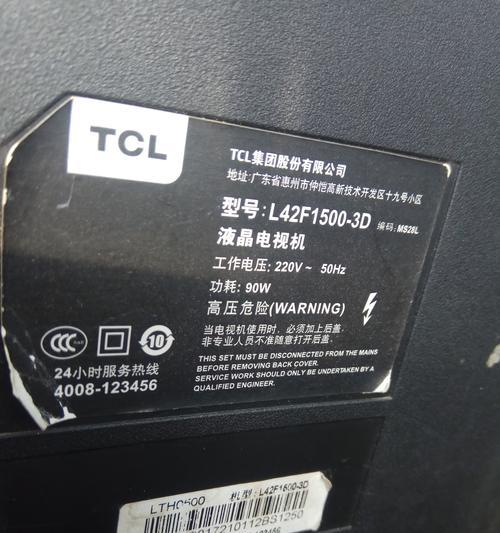 TCL
TCL集团股份有限公司
地址:广东省惠州市仲恺高新技术开发区十九号小区
型号:L42F1500-3D 编码:MS28L
液晶电视机
工作电压: 220V~ 50Hz
功耗: 90W
高压危险(WARNING)
当电视机使用时, 必须加上后盖.
非专业人员不准随意打开后盖.
THIS SET MUST BE DISCONNECTED FROM THE MAINS
BEFORE REMOVING BACK COVER.
SERVICE WORK SHOULD ONLY BE UNDERTAKEN BY A
QUALIFIED ENGINEER.
CCC
10
24小时服务热线
4008-123456
机型: L42F1500-3D